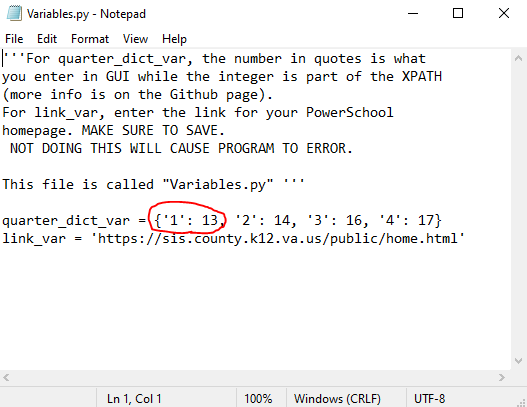 Variables.py - Notepad
File Edit Format View Help
'''For quarter_dict_var, the number in quotes is what
you enter in GUI while the integer is part of the XPATH
(more info is on the Github page).
For link_var, enter the link for your PowerSchool
homepage. MAKE SURE TO SAVE.
 NOT DOING THIS WILL CAUSE PROGRAM TO ERROR.
This file is called "Variables.py" '''
quarter_dict_var = {'1': 13, '2': 14, '3': 16, '4': 17}
link_var = 'https://sis.county.k12.va.us/public/home.html'
Ln 1, Col 1 100% Windows (CRLF) UTF-8